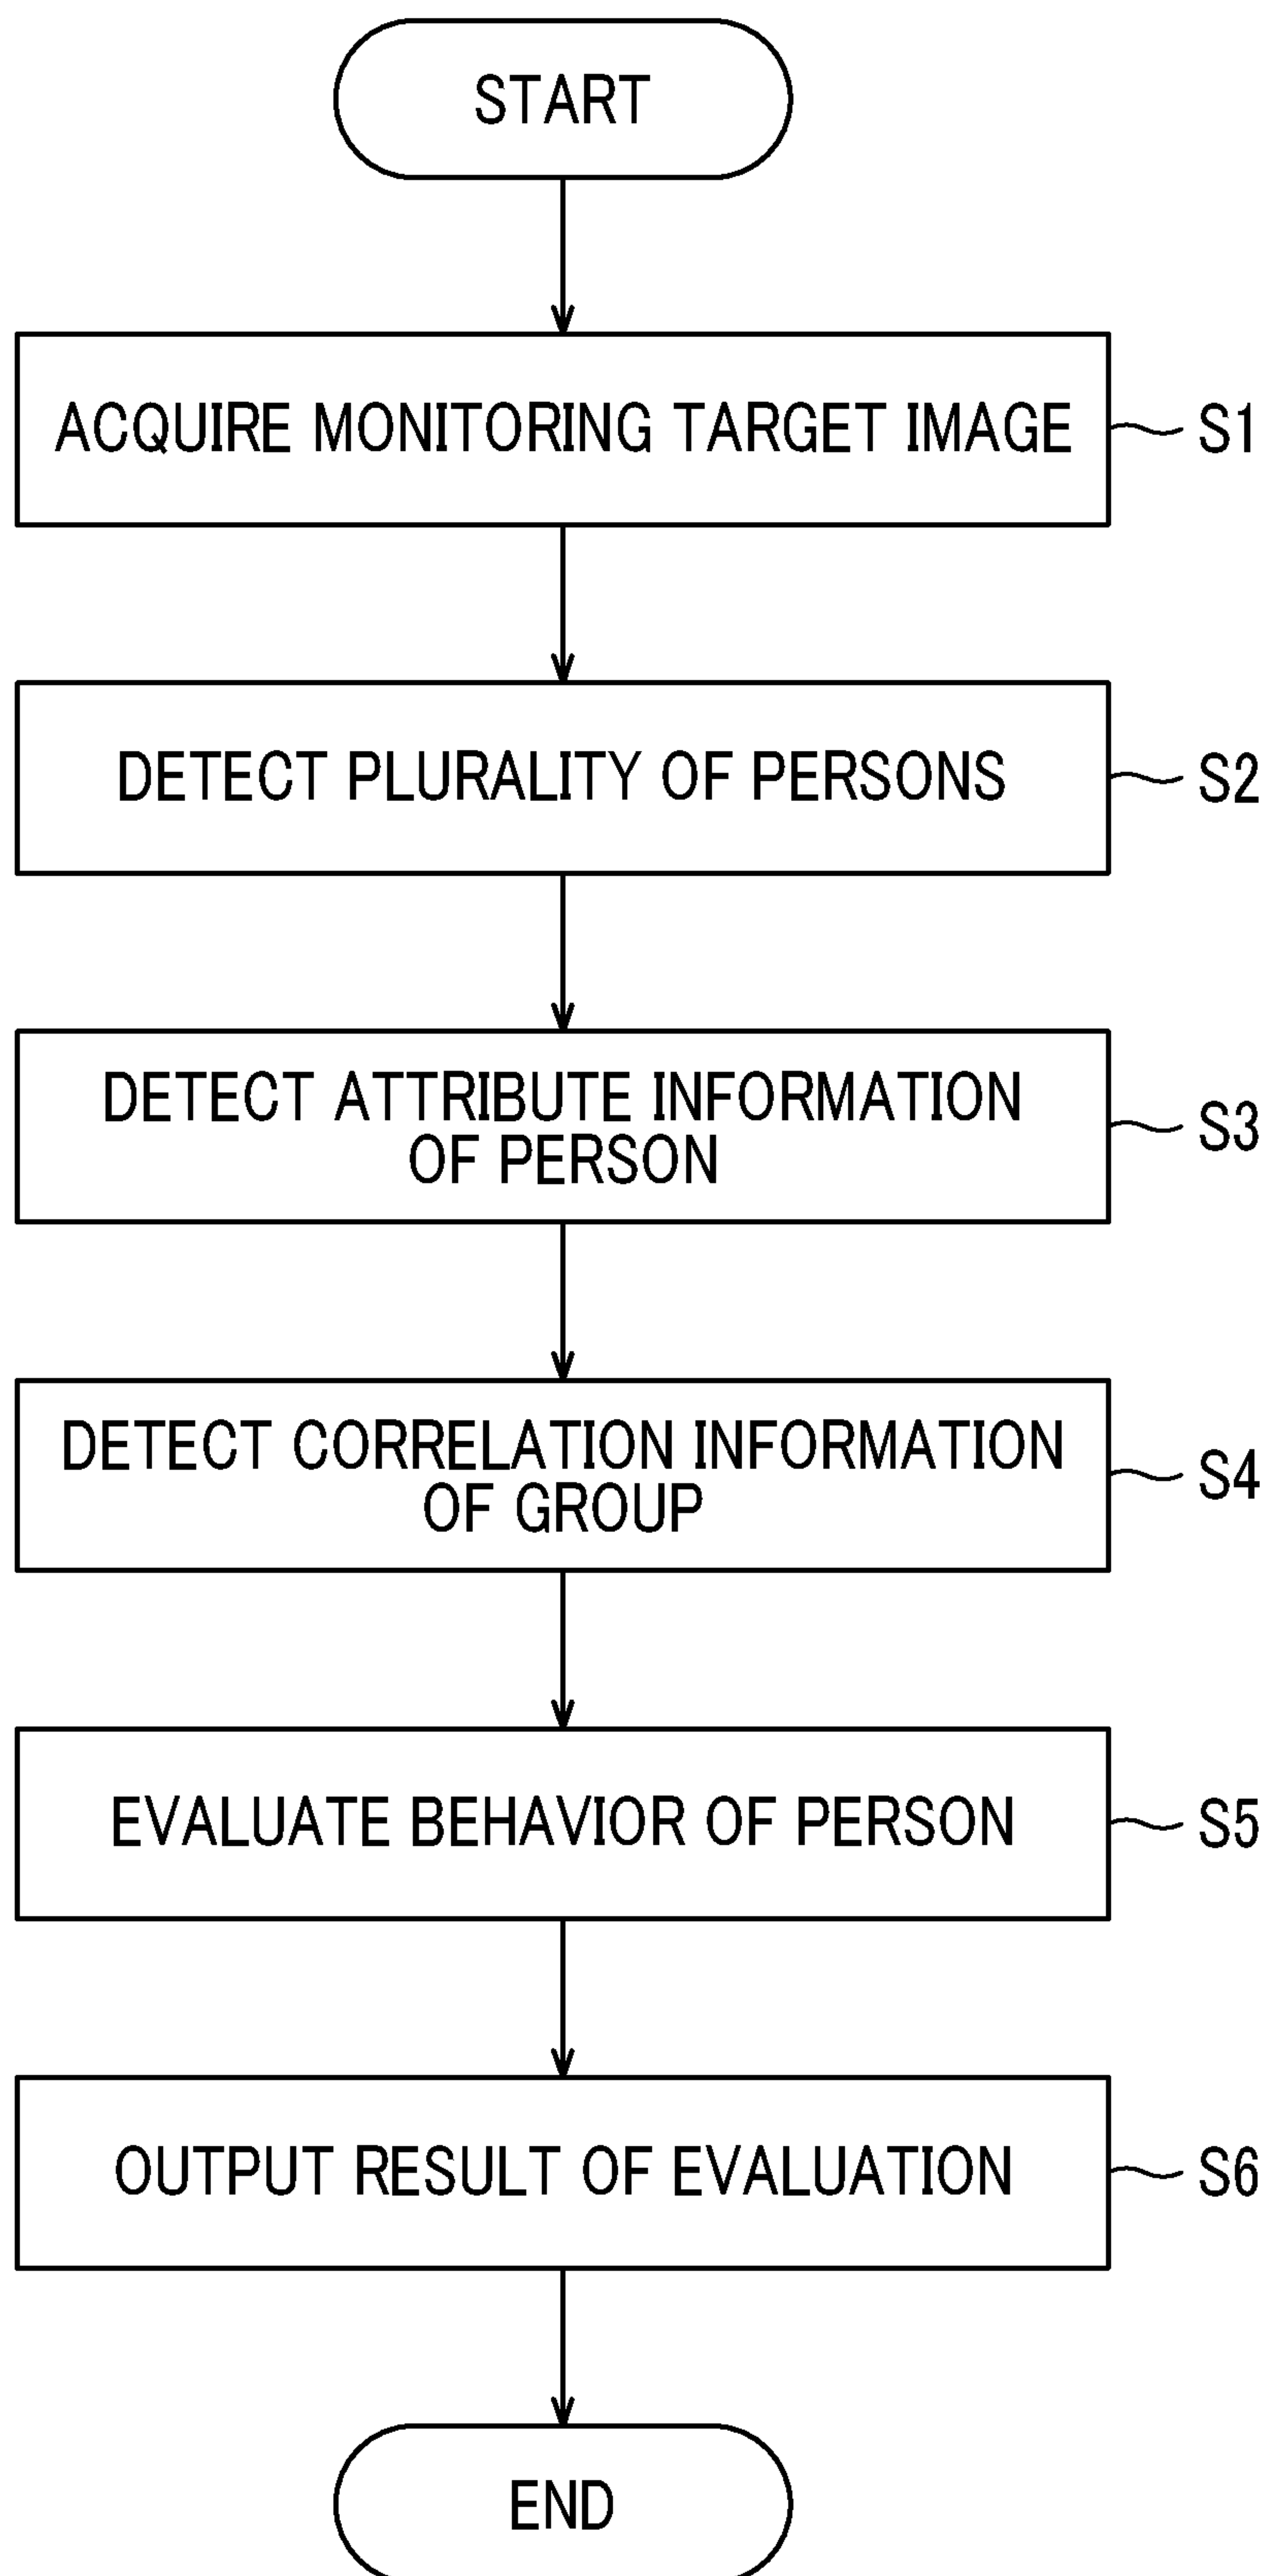 START
ACQUIRE MONITORING TARGET IMAGE
S1
DETECT PLURALITY OF PERSONS
S2
DETECT ATTRIBUTE INFORMATION
OF PERSON
S3
DETECT CORRELATION INFORMATION
OF GROUP
S4
EVALUATE BEHAVIOR OF PERSON
S5
OUTPUT RESULT OF EVALUATION
S6
END